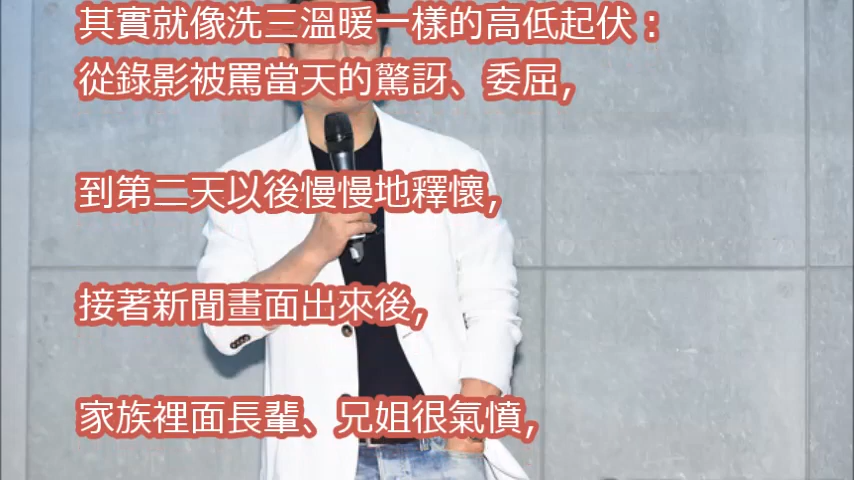 其實就像洗三溫暖一樣的高低起伏：
從錄影被罵當天的驚訝、委屈，
到第二天以後慢慢地釋懷，
接著新聞畫面出來後，
家族裡面長輩、兄姐很氣憤，